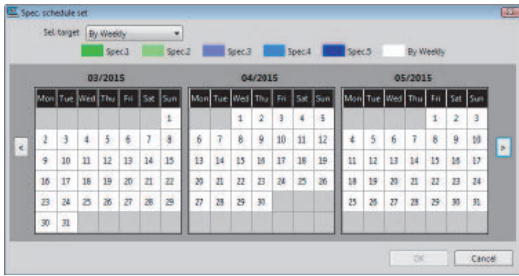 Spec. schedule set
Sel. target By Weekly
Spec.1 Spec.2 Spec.3 Spec.4 Spec.5 By Weekly
03/2015 04/2015 05/2015
Mon Tue Wed Thu Fri Sat Sun Mon Tue Wed Thu Fri Sat Sun Mon Tue Wed Thu Fri Sat Sun
1 1 2 3 4 5 1 2 3
2 3 4 5 6 7 8 6 7 8 9 10 11 12 4 5 6 7 8 9 10
< 9 10 11 12 13 14 15 13 14 15 16 17 18 19 11 12 13 14 15 16 17 >
16 17 18 19 20 21 22 20 21 22 23 24 25 26 18 19 20 21 22 23 24
23 24 25 26 27 28 29 27 28 29 30 25 26 27 28 29 30 31
30 31
OK Cancel